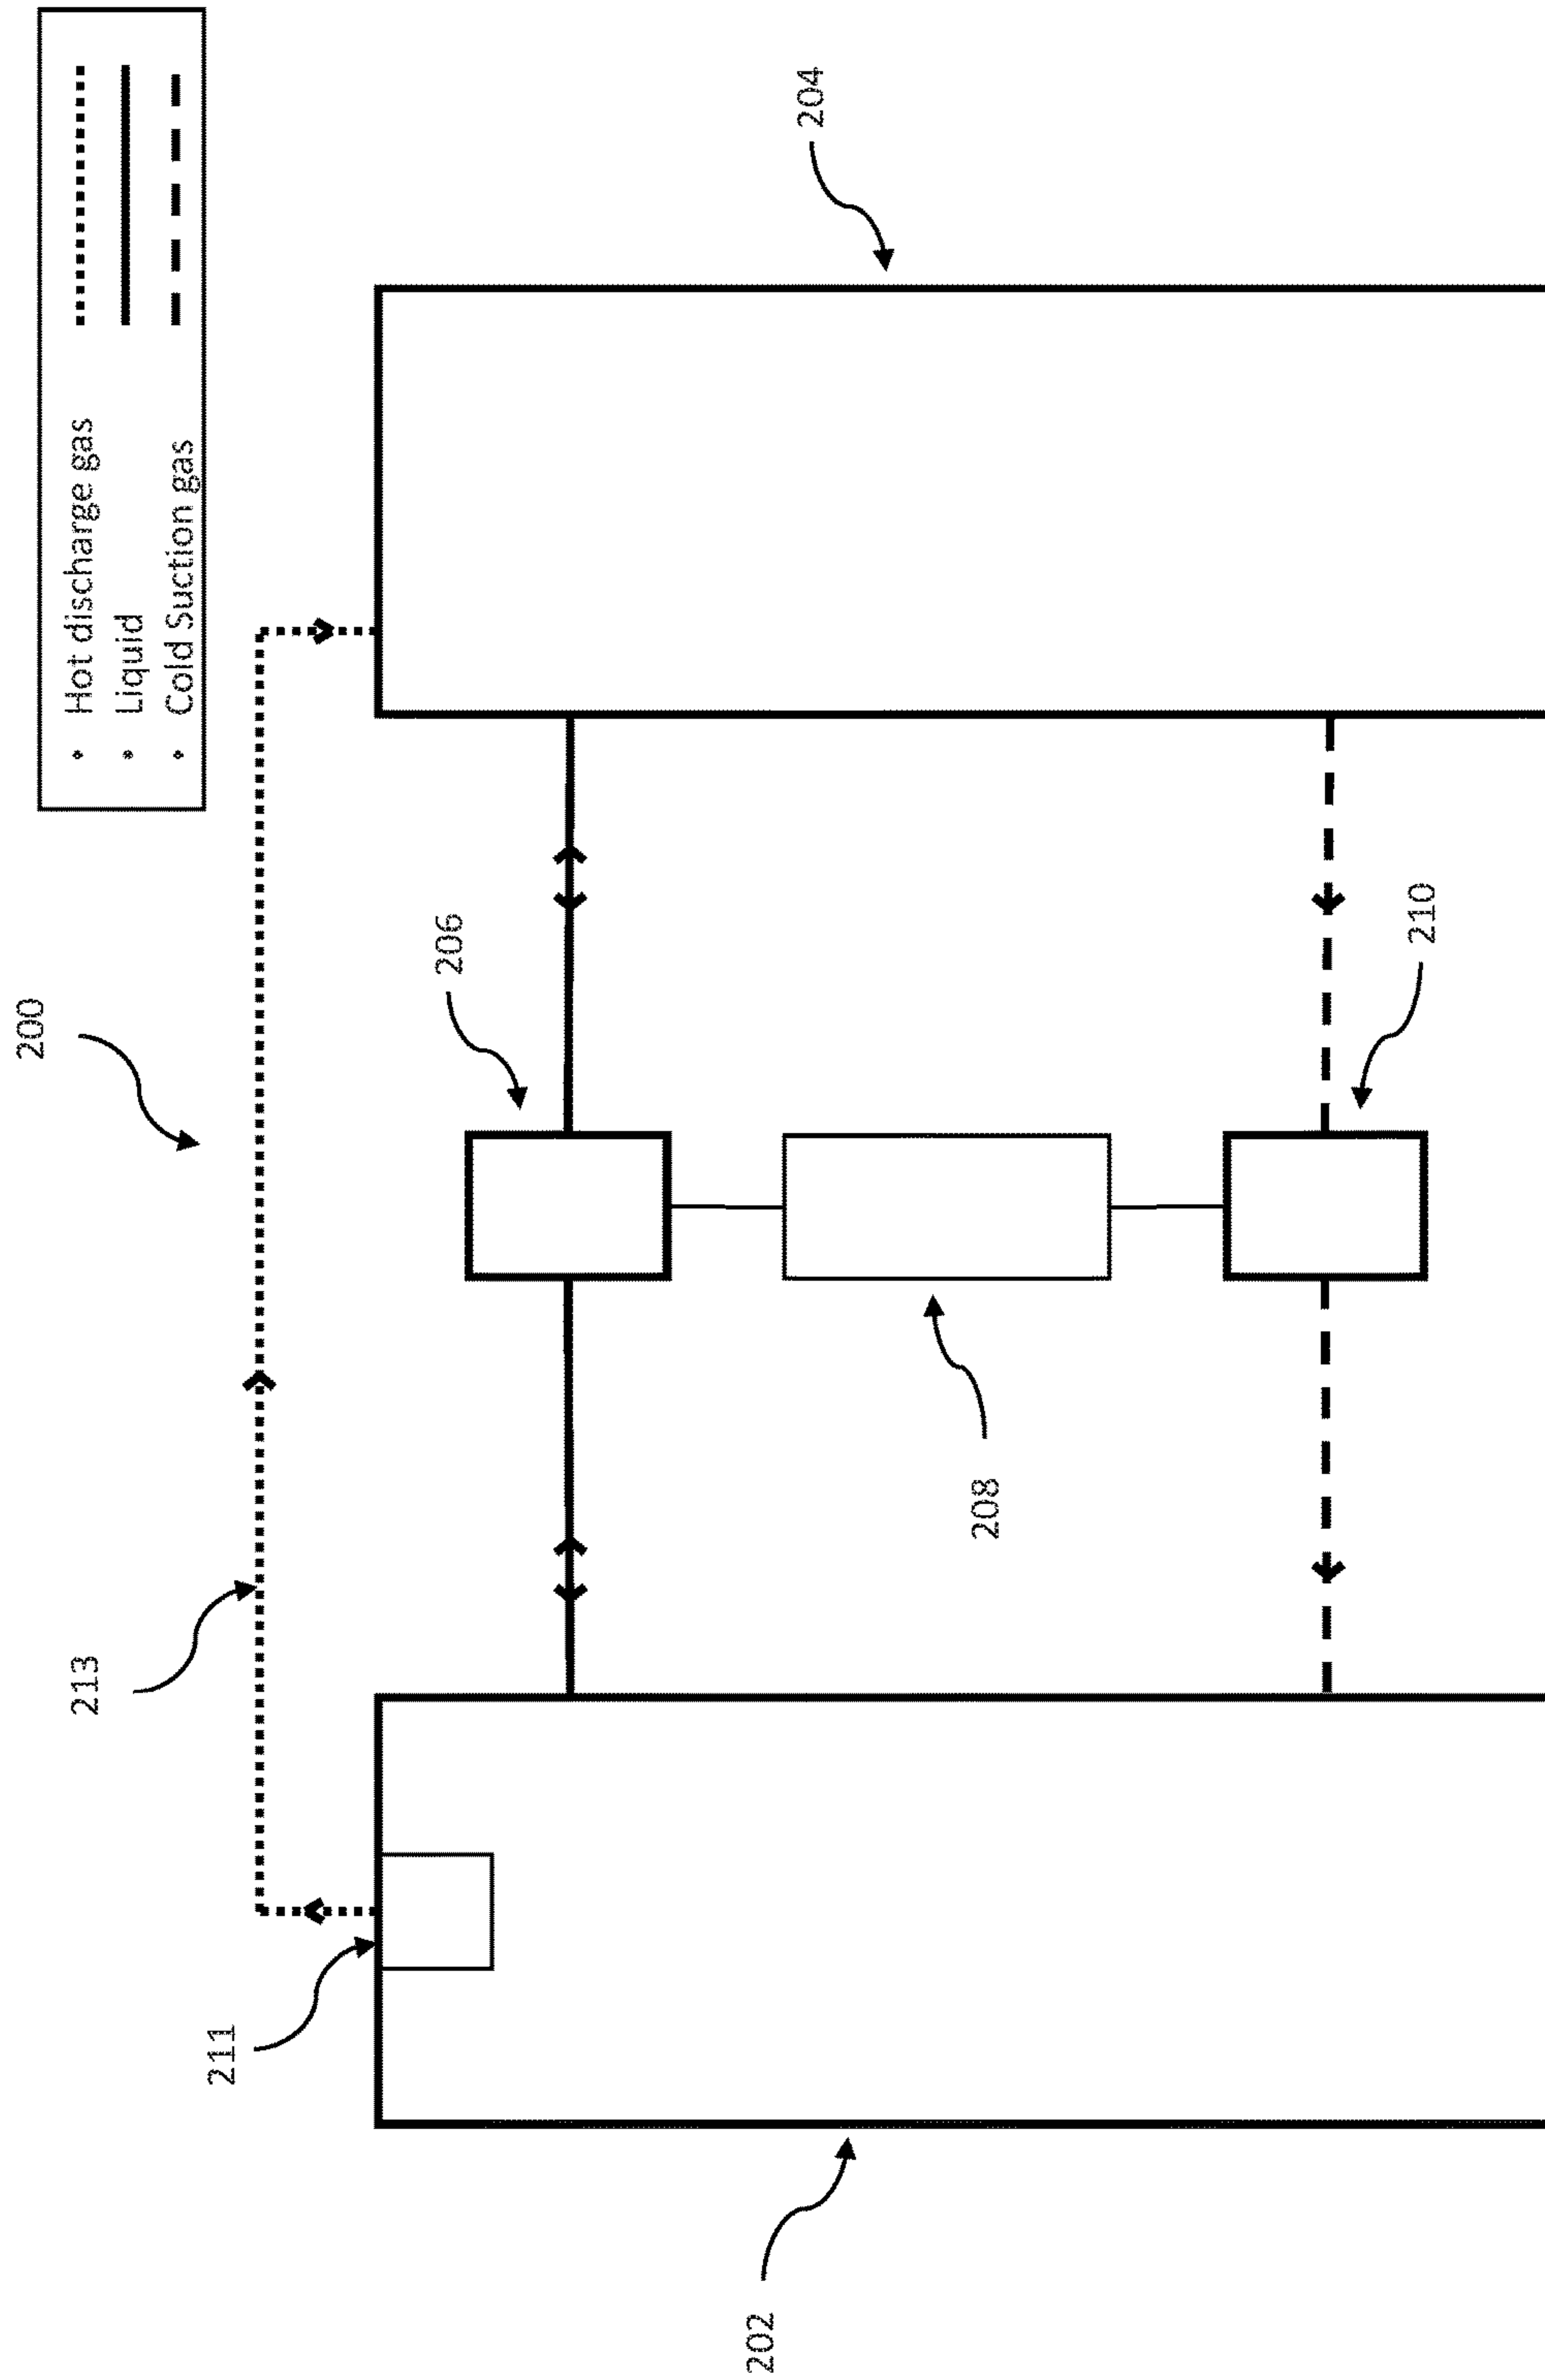 200
• Hot discharge gas
• Liquid
• Cold Suction gas
213
211
206
204
208
210
202